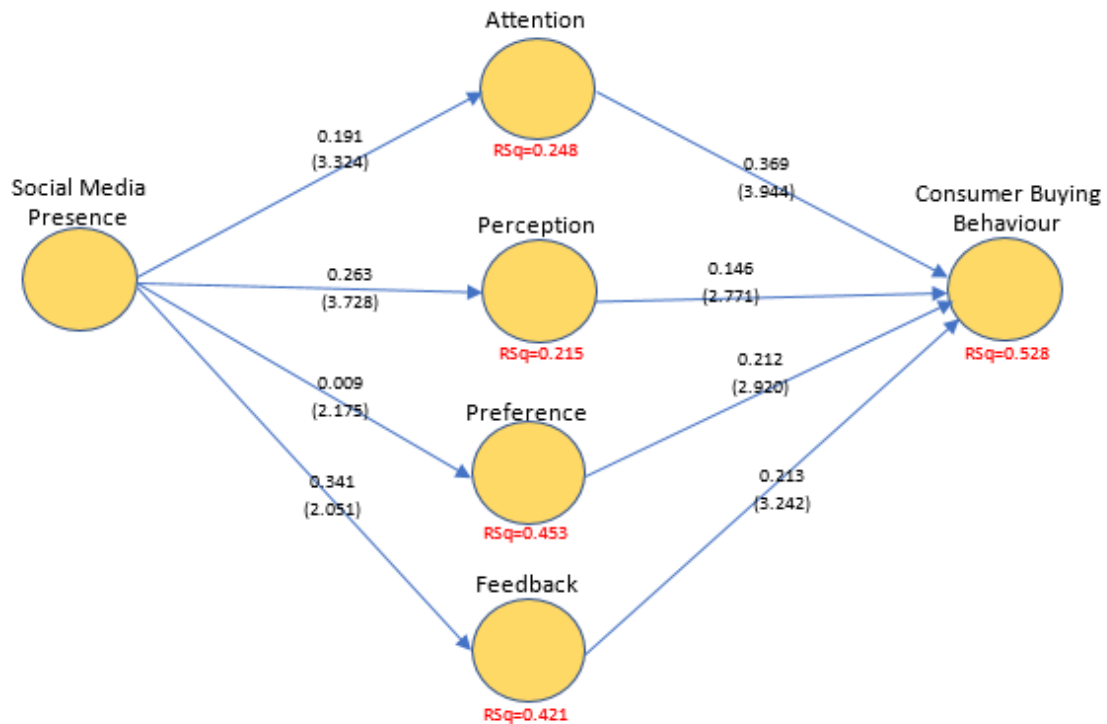 Attention
RSq=0.248
0.191
(3.324)
0.369
(3.944)
Social Media
Presence
Consumer Buying
Behaviour
RSq=0.528
Perception
RSq=0.215
0.263
(3.728)
0.146
(2.771)
0.009
(2.175)
0.212
(2.920)
Preference
RSq=0.453
0.341
(2.051)
0.213
(3.242)
Feedback
RSq=0.421